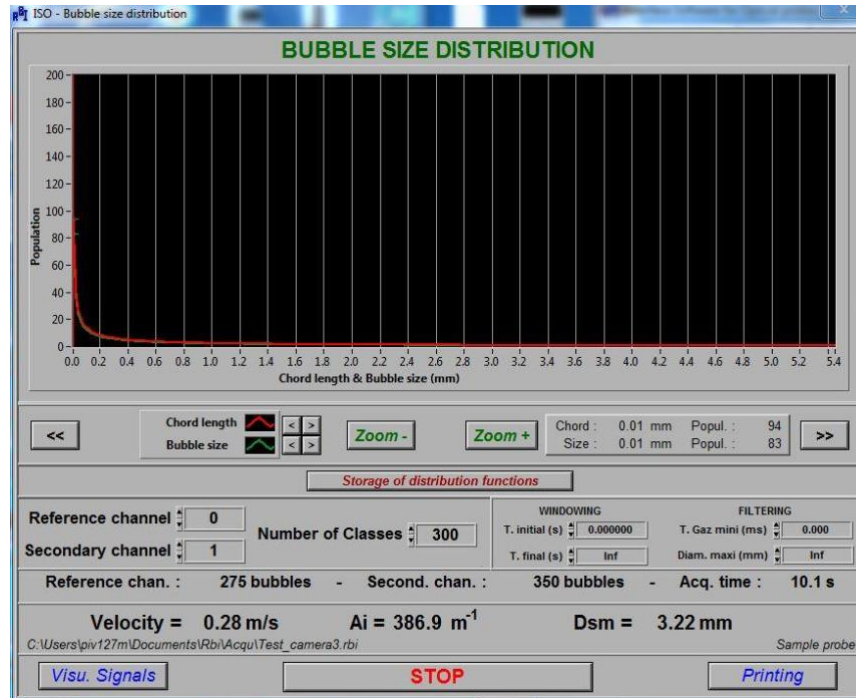 RBI ISO - Bubble size distribution
BUBBLE SIZE DISTRIBUTION
200
180
160
140
120
100
80
60
40
20
0
Population
0.0 0.2 0.4 0.6 0.8 1.0 1.2 1.4 1.6 1.8 2.0 2.2 2.4 2.6 2.8 3.0 3.2 3.4 3.6 3.8 4.0 4.2 4.4 4.6 4.8 5.0 5.2 5.4
Chord length & Bubble size (mm)
<< Chord length < > Zoom - Zoom + Chord : 0.01 mm Popul. : 94 >>
Bubble size < > Size : 0.01 mm Popul. : 83
Storage of distribution functions
Reference channel 0
Secondary channel 1
Number of Classes 300
WINDOWING
T. initial (s) 0.000000
T. final (s) Inf
FILTERING
T. Gaz mini (ms) 0.000
Diam. maxi (mm) Inf
Reference chan. : 275 bubbles - Second. chan. : 350 bubbles - Acq. time : 10.1 s
Velocity = 0.28 m/s Ai = 386.9 m-1 Dsm = 3.22 mm
C:\Users\piv127m\Documents\Rbi\Acqu\Test_camera3.rbi Sample probe
Visu. Signals STOP Printing